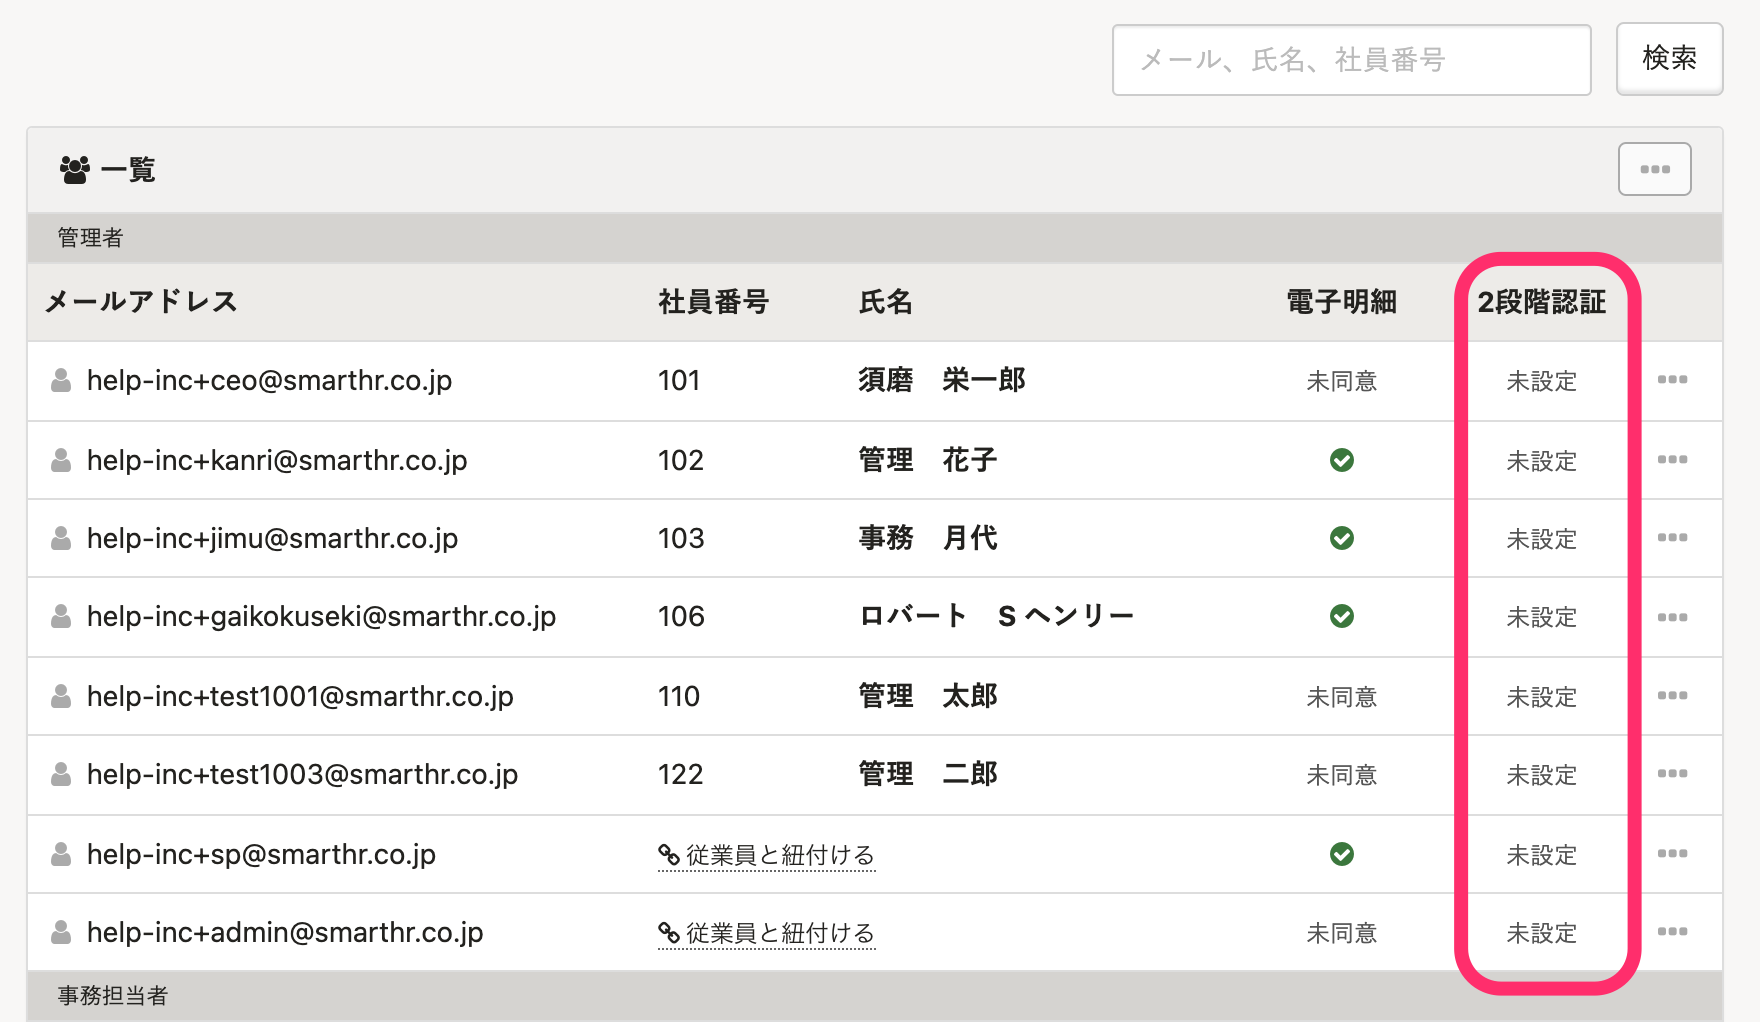 メール、氏名、社員番号 検索
一覧
管理者
メールアドレス 社員番号 氏名 電子明細 2段階認証
help-inc+ceo@smarthr.co.jp 101 須磨　栄一郎 未同意 未設定
help-inc+kanri@smarthr.co.jp 102 管理　花子 未設定
help-inc+jimu@smarthr.co.jp 103 事務　月代 未設定
help-inc+gaikokuseki@smarthr.co.jp 106 ロバート　S ヘンリー 未設定
help-inc+test1001@smarthr.co.jp 110 管理　太郎 未同意 未設定
help-inc+test1003@smarthr.co.jp 122 管理　二郎 未同意 未設定
help-inc+sp@smarthr.co.jp 従業員と紐付ける 未設定
help-inc+admin@smarthr.co.jp 従業員と紐付ける 未同意 未設定
事務担当者